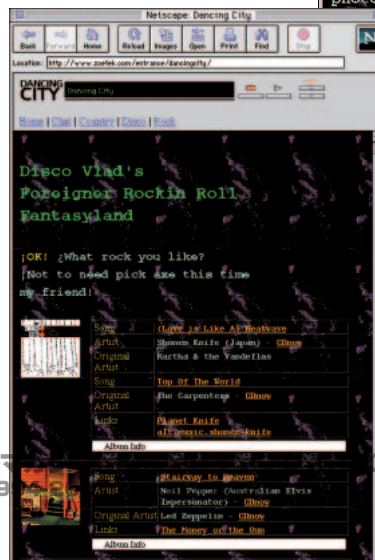 Netscape: Dancing City
Back Forward Home Reload Images Open Print Find Stop
N
Location: http://www.zoetek.com/entrance/dancingcity/
DANCING
CITY
Dancing City
Home | Chat | Country | Disco | Rock
Disco Vlad's
Foreigner Rockin Roll
Fantasyland
¡OK! ¿What rock you like?
¡Not to need pick axe this time
my friend!
Song (Love is Like A) Heatwave
Artist Shonen Knife (Japan) - CDnow
Original Artist Martha & the Vandellas
Song Top Of The World
Original Artist The Carpenters - CDnow
Links Planet Knife
alt.music.shonen-knife
Album Info
Song Stairway to Heaven
Artist Neil Pepper (Australian Elvis
Impersonator) - CDnow
Original Artist Led Zeppelin - CDnow
Links The Money or the Gun
Album Info